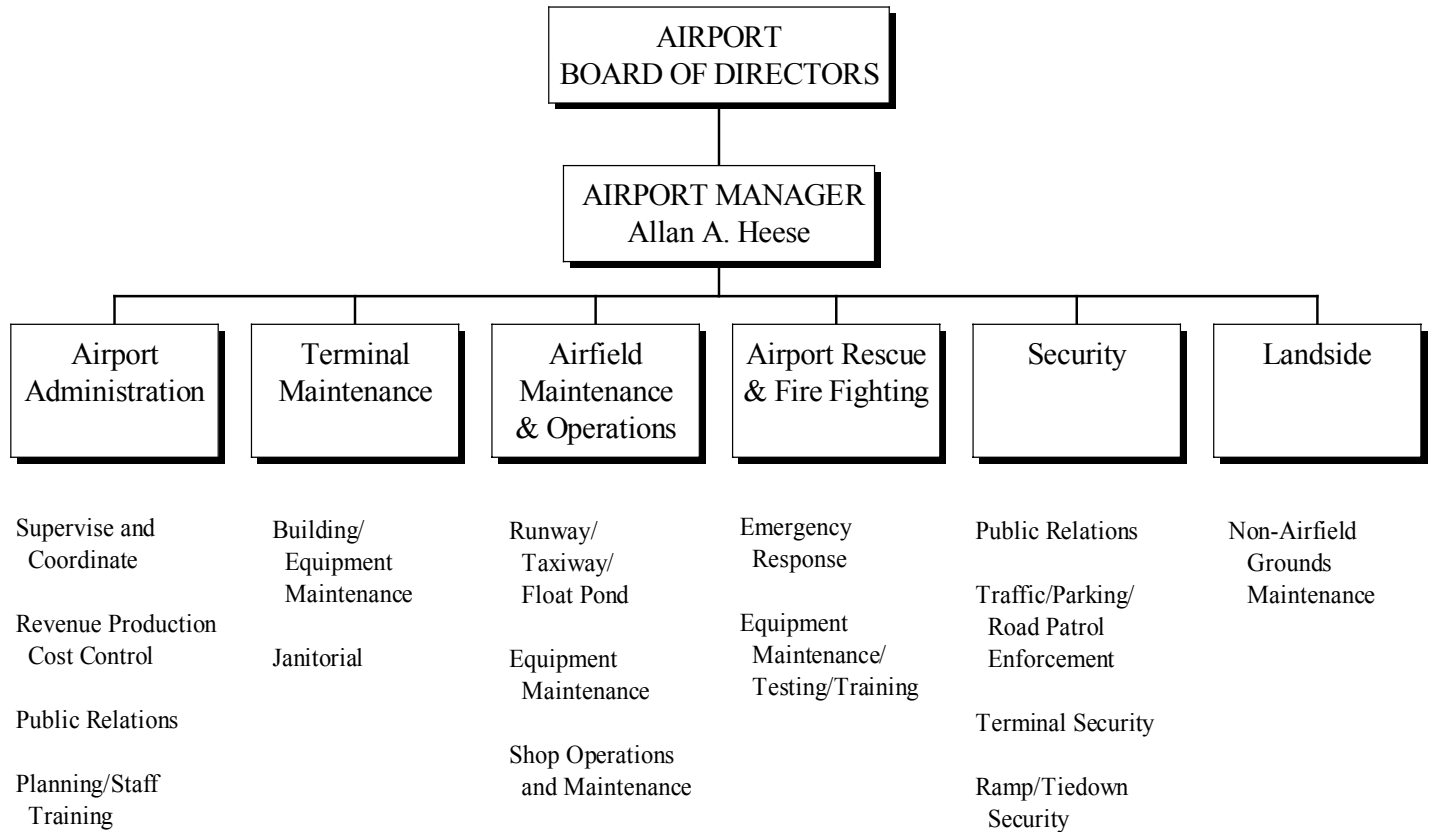 AIRPORT
BOARD OF DIRECTORS
AIRPORT MANAGER
Allan A. Heese
Airport
Administration
Terminal
Maintenance
Airfield
Maintenance
& Operations
Airport Rescue
& Fire Fighting
Security
Landside
Supervise and
Coordinate
Revenue Production
Cost Control
Public Relations
Planning/Staff
Training
Building/
Equipment
Maintenance
Janitorial
Runway/
Taxiway/
Float Pond
Equipment
Maintenance
Shop Operations
and Maintenance
Emergency
Response
Equipment
Maintenance/
Testing/Training
Public Relations
Traffic/Parking/
Road Patrol
Enforcement
Terminal Security
Ramp/Tiedown
Security
Non-Airfield
Grounds
Maintenance